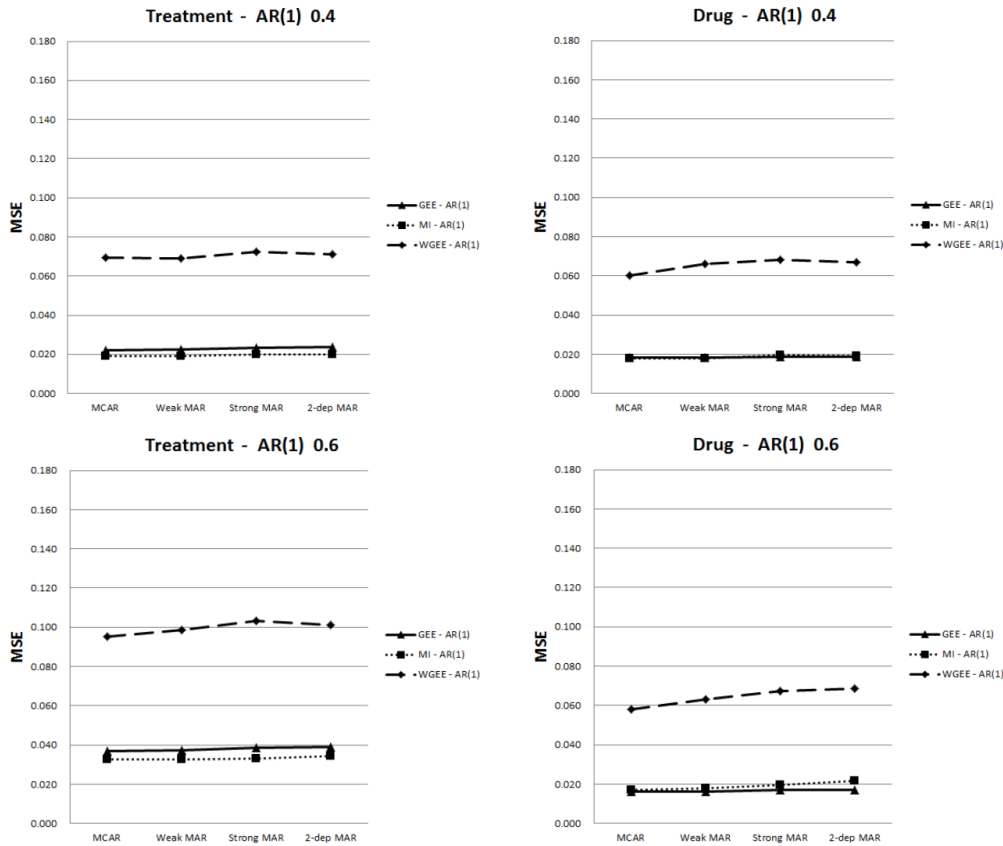 Treatment - AR(1) 0.4
0.180
0.160
0.140
0.120
0.100
0.080
0.060
0.040
0.020
0.000
MSE
MCAR Weak MAR Strong MAR 2-dep MAR
GEE - AR(1)
MI - AR(1)
WGEE - AR(1)
Drug - AR(1) 0.4
0.180
0.160
0.140
0.120
0.100
0.080
0.060
0.040
0.020
0.000
MSE
MCAR Weak MAR Strong MAR 2-dep MAR
GEE - AR(1)
MI - AR(1)
WGEE - AR(1)
Treatment - AR(1) 0.6
0.180
0.160
0.140
0.120
0.100
0.080
0.060
0.040
0.020
0.000
MSE
MCAR Weak MAR Strong MAR 2-dep MAR
GEE - AR(1)
MI - AR(1)
WGEE - AR(1)
Drug - AR(1) 0.6
0.180
0.160
0.140
0.120
0.100
0.080
0.060
0.040
0.020
0.000
MSE
MCAR Weak MAR Strong MAR 2-dep MAR
GEE - AR(1)
MI - AR(1)
WGEE - AR(1)